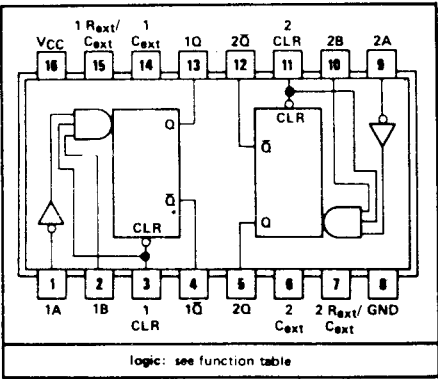 1 Rext/ 1 2
VCC Cext Cext 1Q 2Q̅ CLR 2B 2A
16 15 14 13 12 11 10 9
Q CLR
Q̅
Q̅ Q
CLR
1 2 3 4 5 6 7 8
1A 1B 1 1Q̅ 2Q 2 2 Rext/ GND
CLR Cext Cext
logic: see function table